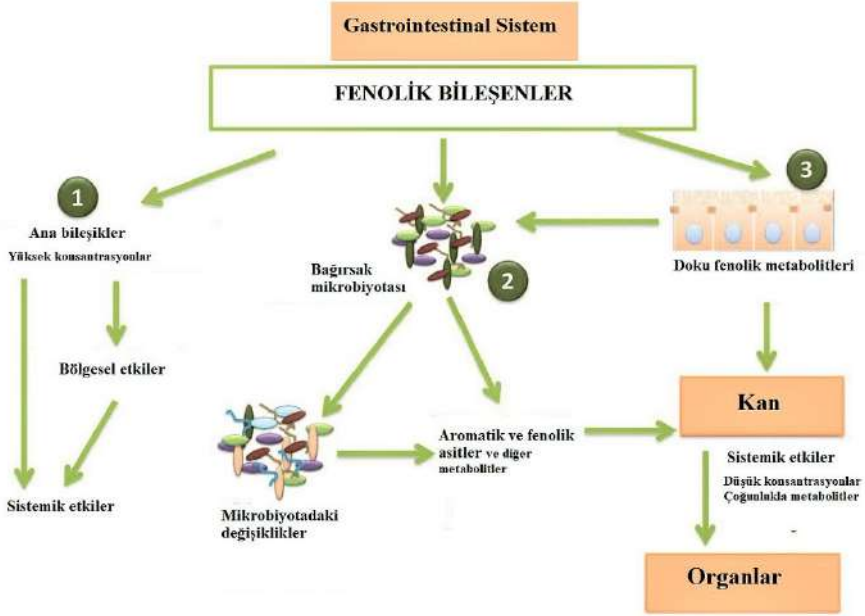 Gastrointestinal Sistem
FENOLİK BİLEŞENLER
1
Ana bileşikler
Yüksek konsantrasyonlar
Bölgesel etkiler
Sistemik etkiler
Bağırsak
mikrobiyotası
2
Mikrobiyotadaki
değişiklikler
Aromatik ve fenolik
asitler ve diğer
metabolitler
3
Doku fenolik metabolitleri
Kan
Sistemik etkiler
Düşük konsantrasyonlar
Çoğunlukla metabolitler
-
Organlar